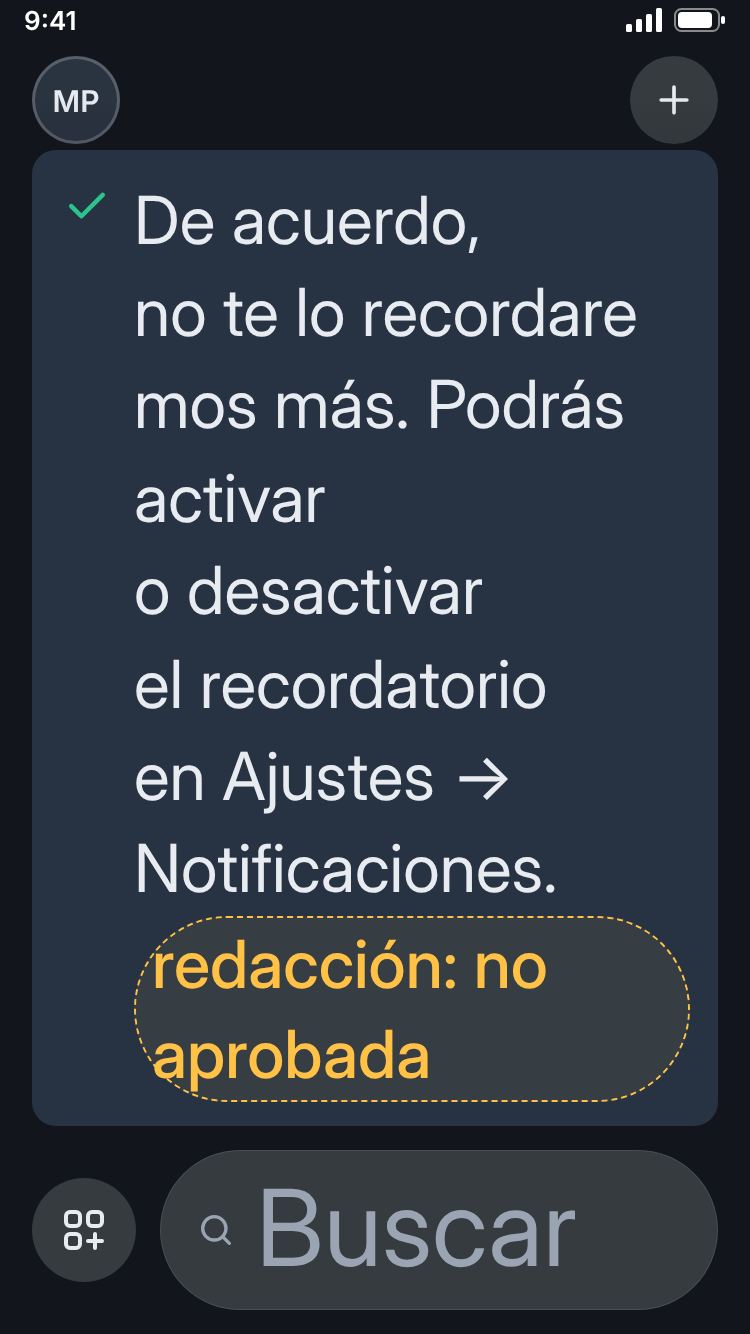 9:41
MP
De acuerdo,
no te lo recordare
mos más. Podrás
activar
o desactivar
el recordatorio
en Ajustes →
Notificaciones.
redacción: no
aprobada
Buscar